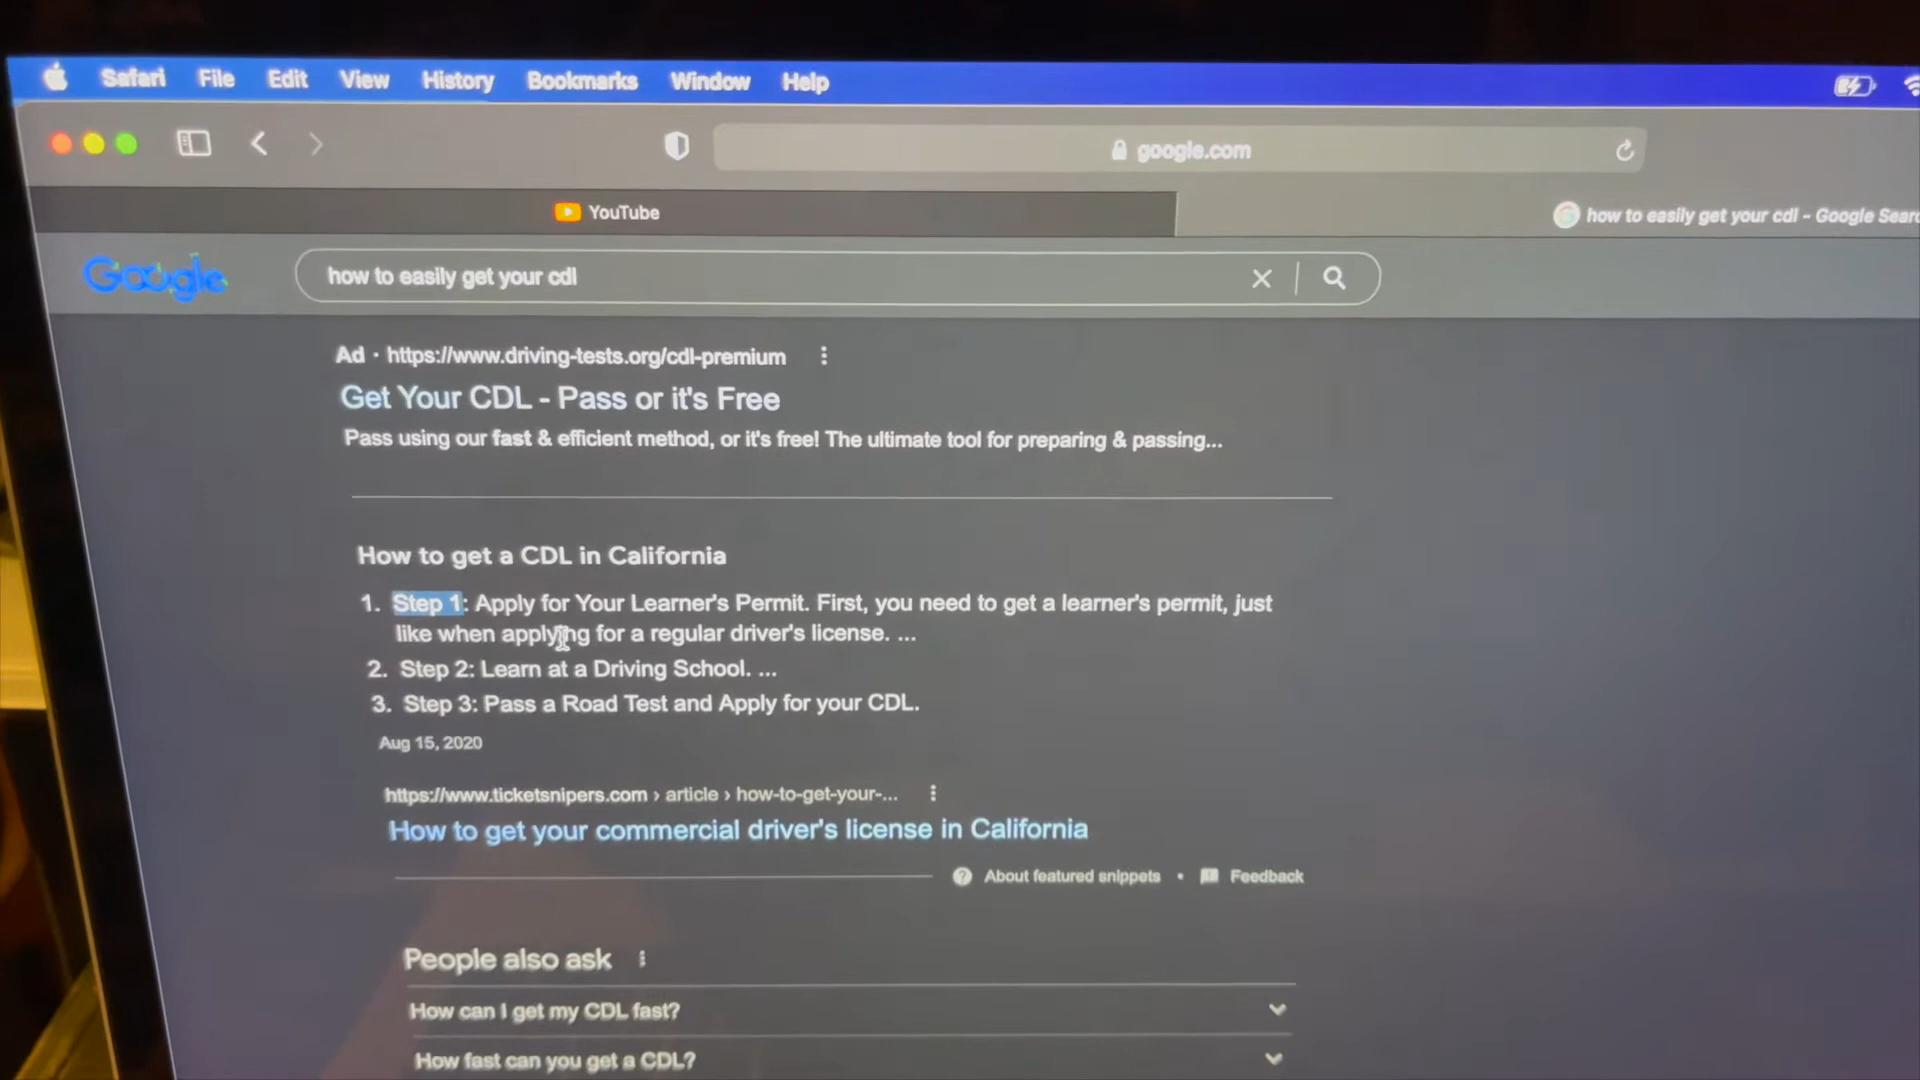 Safari File Edit View History Bookmarks Window Help
google.com
YouTube
how to easily get your cdl - Google Sear
Google
how to easily get your cdl
Ad · https://www.driving-tests.org/cdl-premium
Get Your CDL - Pass or it's Free
Pass using our fast & efficient method, or it's free! The ultimate tool for preparing & passing...
How to get a CDL in California
1. Step 1: Apply for Your Learner's Permit. First, you need to get a learner's permit, just
like when applying for a regular driver's license. ...
2. Step 2: Learn at a Driving School. ...
3. Step 3: Pass a Road Test and Apply for your CDL.
Aug 15, 2020
https://www.ticketsnipers.com › article › how-to-get-your-...
How to get your commercial driver's license in California
About featured snippets • Feedback
People also ask
How can I get my CDL fast?
How fast can you get a CDL?